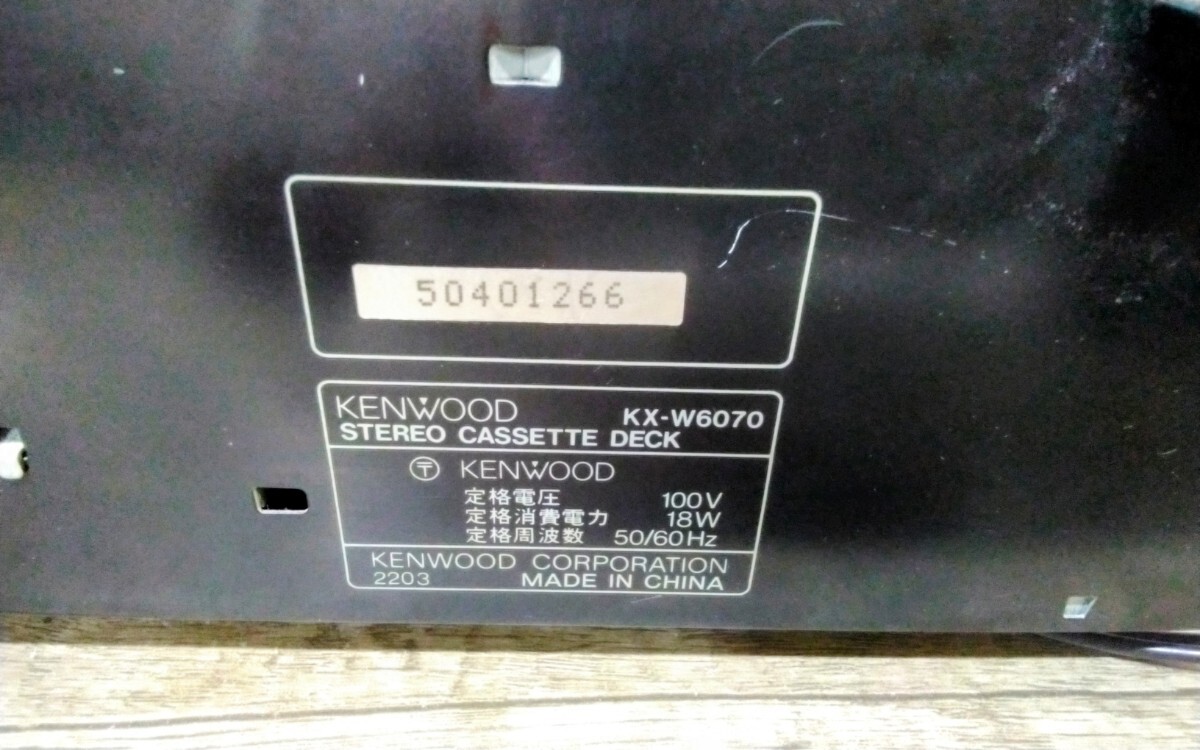 50401266
KENWOOD KX-W6070
STEREO CASSETTE DECK
〒 KENWOOD
定格電圧 100V
定格消費電力 18W
定格周波数 50/60Hz
KENWOOD CORPORATION
2203 MADE IN CHINA